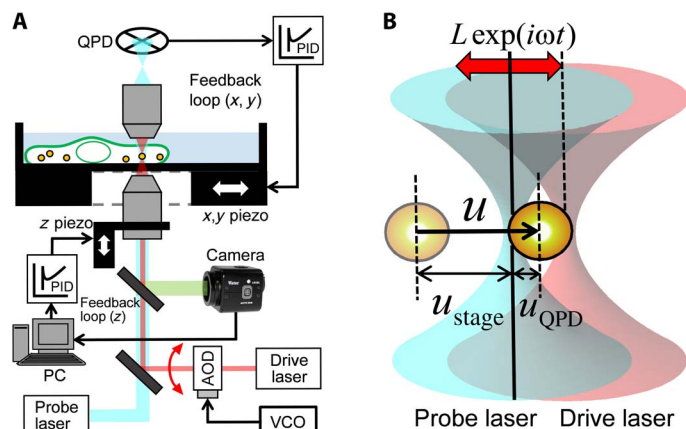 A
QPD
PID
Feedback
loop (x, y)
x,y piezo
z piezo
PID
Feedback
loop (z)
Camera
PC
AOD
Drive
laser
Probe
laser
VCO
B
L exp(iωt)
u
u stage
u QPD
Probe laser
Drive laser